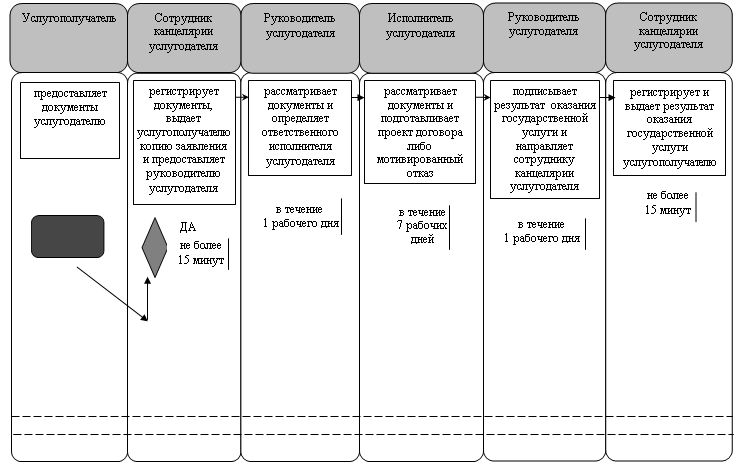 Услугополучатель
Сотрудник
канцелярии
услугодателя
Руководитель
услугодателя
Исполнитель
услугодателя
Руководитель
услугодателя
Сотрудник
канцелярии
услугодателя
предоставляет
документы
услугодателю
регистрирует
документы,
выдает
услугополучателю
копию заявления
и предоставляет
руководителю
услугодателя
рассматривает
документы и
определяет
ответственного
исполнителя
услугодателя
рассматривает
документы и
подготавливает
проект договора
либо
мотивированный
отказ
подписывает
результат оказания
государственной
услуги и
направляет
сотруднику
канцелярии
услугодателя
регистрирует и
выдает результат
оказания
государственной
услуги
услугополучателю
ДА
не более
15 минут
в течение
1 рабочего дня
в течение
7 рабочих
дней
в течение
1 рабочего дня
не более
15 минут